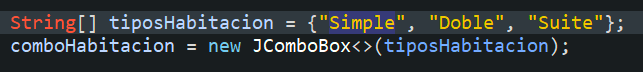 String[] tiposHabitacion = {"Simple", "Doble", "Suite"};
comboHabitacion = new JComboBox<>(tiposHabitacion);